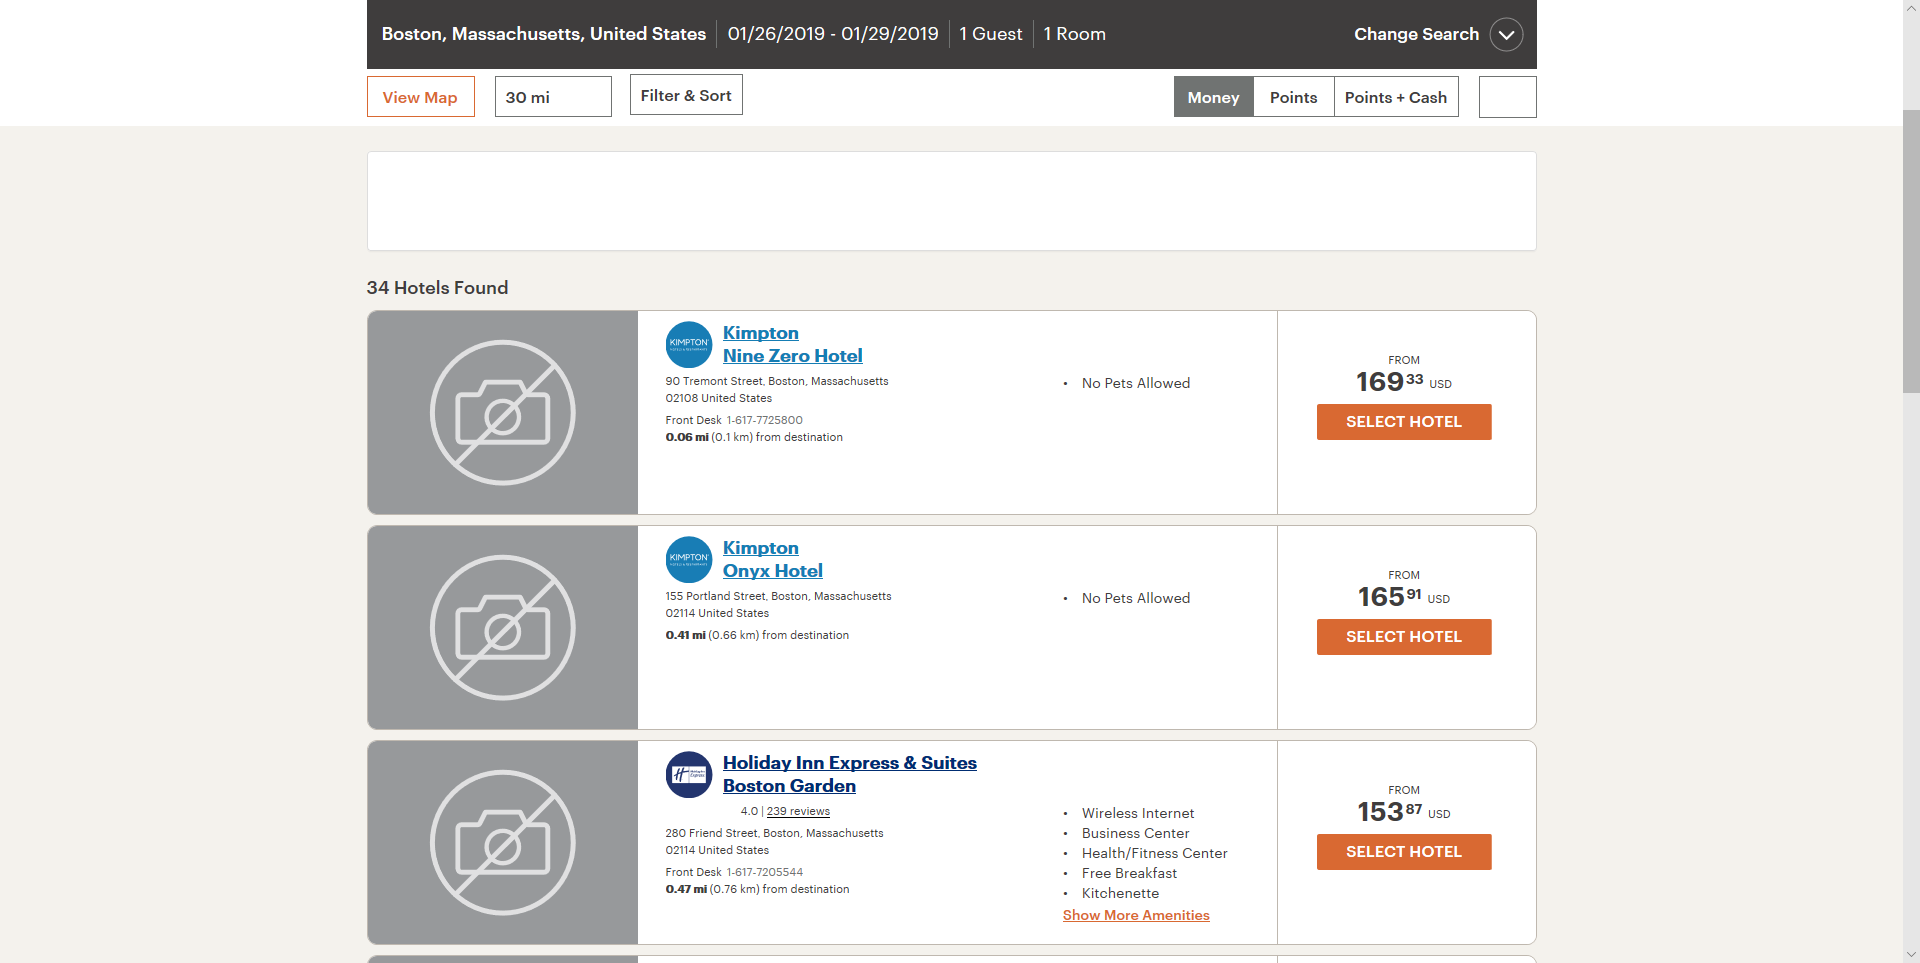 Boston, Massachusetts, United States 01/26/2019 - 01/29/2019 1 Guest 1 Room Change Search
View Map 30 mi Filter & Sort Money Points Points + Cash
34 Hotels Found
KIMPTON
Kimpton
Nine Zero Hotel
90 Tremont Street, Boston, Massachusetts
02108 United States
Front Desk 1-617-7725800
0.06 mi (0.1 km) from destination
• No Pets Allowed
FROM
169 33 USD
SELECT HOTEL
KIMPTON
Kimpton
Onyx Hotel
155 Portland Street, Boston, Massachusetts
02114 United States
0.41 mi (0.66 km) from destination
• No Pets Allowed
FROM
165 91 USD
SELECT HOTEL
Holiday Inn Express & Suites
Boston Garden
4.0 | 239 reviews
280 Friend Street, Boston, Massachusetts
02114 United States
Front Desk 1-617-7205544
0.47 mi (0.76 km) from destination
• Wireless Internet
• Business Center
• Health/Fitness Center
• Free Breakfast
• Kitchenette
Show More Amenities
FROM
153 87 USD
SELECT HOTEL